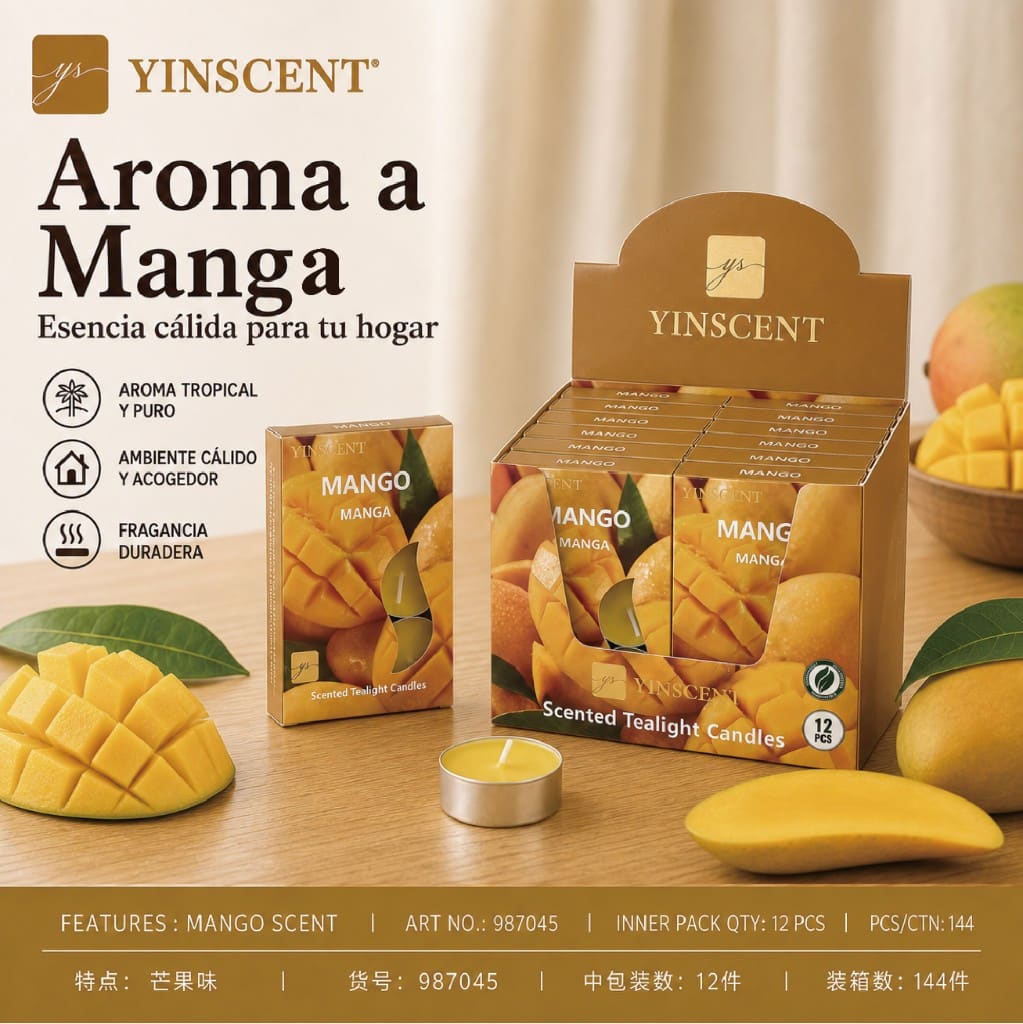 ys
YINSCENT®
Aroma a
Manga
Esencia cálida para tu hogar
AROMA TROPICAL
Y PURO
AMBIENTE CÁLIDO
Y ACOGEDOR
FRAGANCIA
DURADERA
MANGO
YINSCENT
MANGO
MANGA
ys
Scented Tealight Candles
ys
YINSCENT
MANGO
MANGO
MANGO
MANGO
MANGO
MANGO
MANGO
MANGO
MANGO
MANGO
ENT
MANGO
MANGA
YINSCENT
MANG
MANGA
ys YINSCENT
Scented Tealight Candles
12
PCS
FEATURES : MANGO SCENT | ART NO.: 987045 | INNER PACK QTY: 12 PCS | PCS/CTN: 144
特点： 芒果味 | 货号：987045 | 中包装数：12件 | 装箱数：144件